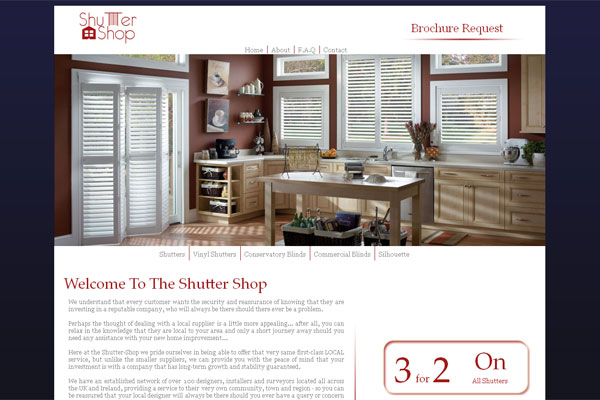 Shutter
Shop
Brochure Request
Home | About | F.A.Q | Contact
Shutters | Vinyl Shutters | Conservatory Blinds | Commercial Blinds | Silhouette
Welcome To The Shutter Shop
We understand that every customer wants the security and reassurance of knowing that they are
investing in a reputable company, who will always be there should there ever be a problem.
Perhaps the thought of dealing with a local supplier is a little more appealing... after all, you can
relax in the knowledge that they are local to your area and only a short journey away should you
need any assistance with your new home improvement...
Here at the Shutter-Shop we pride ourselves in being able to offer that very same first-class LOCAL
service, but unlike the smaller suppliers, we can provide you with the peace of mind that your
investment is with a company that has long-term growth and stability guaranteed.
We have an established network of over 100 designers, installers and surveyors located all across
the UK and Ireland, providing a service to their very own community, town and region - so you can
be reassured that your local designer will always be there should you ever have a query or concern
3 for 2 On
All Shutters